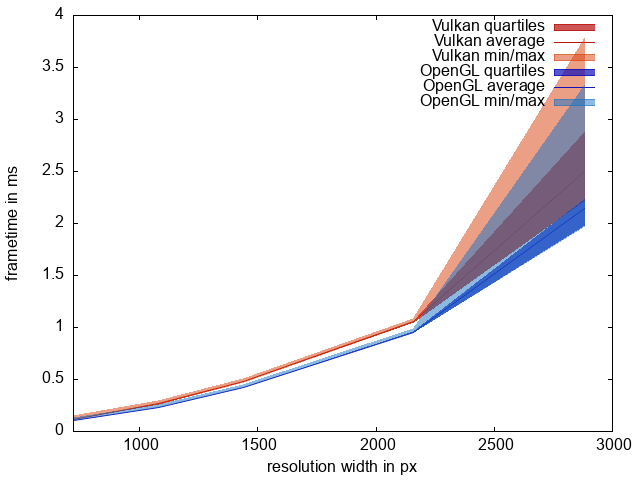 4
3.5
3
2.5
2
1.5
1
0.5
0
frametime in ms
Vulkan quartiles
Vulkan average
Vulkan min/max
OpenGL quartiles
OpenGL average
OpenGL min/max
1000 1500 2000 2500 3000
resolution width in px